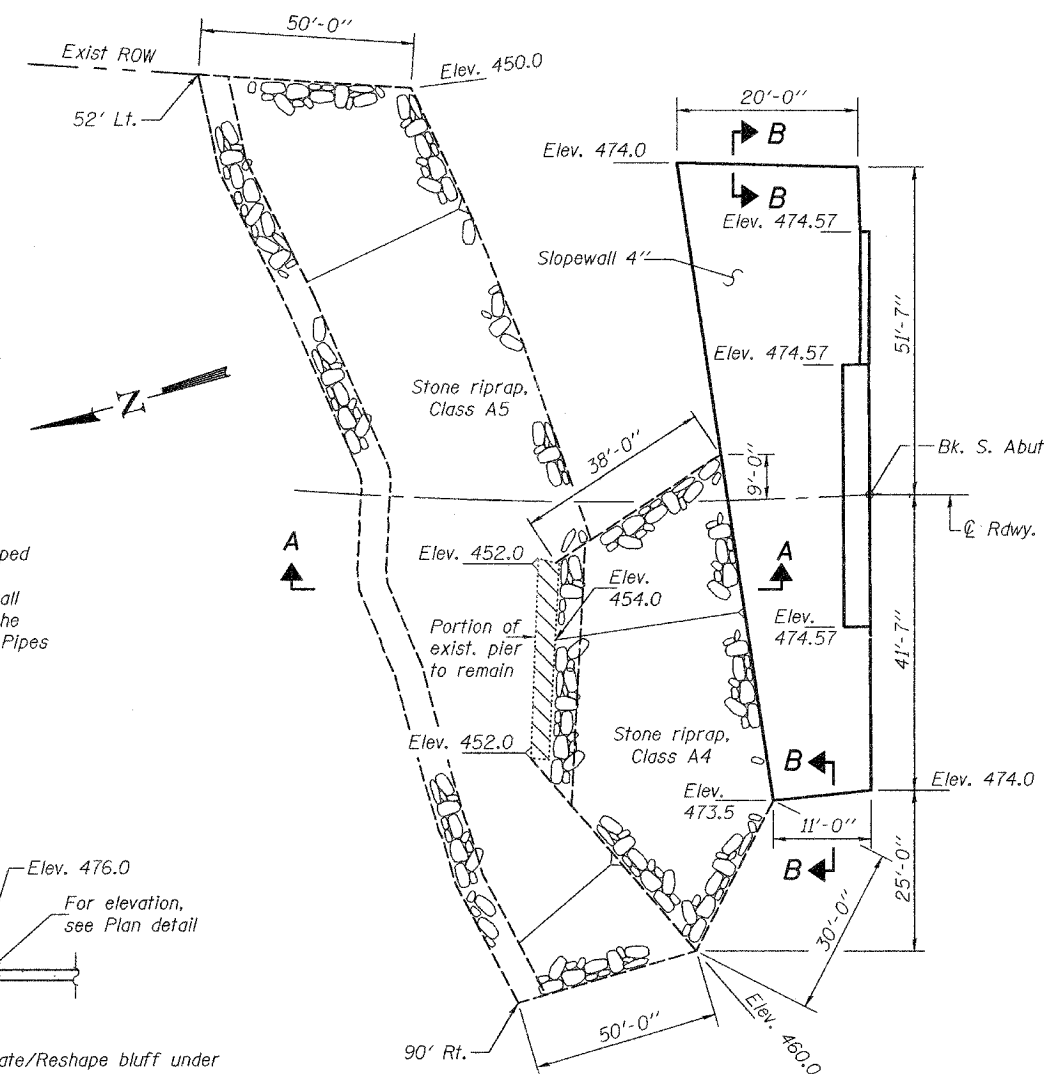 50'-0"
Exist ROW
Elev. 450.0
52' Lt.
20'-0"
B
B
Elev. 474.0
Elev. 474.57
Slopewall 4"
51'-7"
Elev. 474.57
Stone riprap,
Class A5
N
38'-0"
9'-0"
Bk. S. Abut
℄ Rdwy.
ped
all
he
Pipes
A
A
Elev. 452.0
Elev.
454.0
Portion of
exist. pier
to remain
Elev.
474.57
41'-7"
Stone riprap,
Class A4
Elev. 452.0
B
Elev. 474.0
Elev.
473.5
11'-0"
B
25'-0"
30'-0"
Elev. 476.0
For elevation,
see Plan detail
50'-0"
Elev. 460.0
90' Rt.
ate/Reshape bluff under